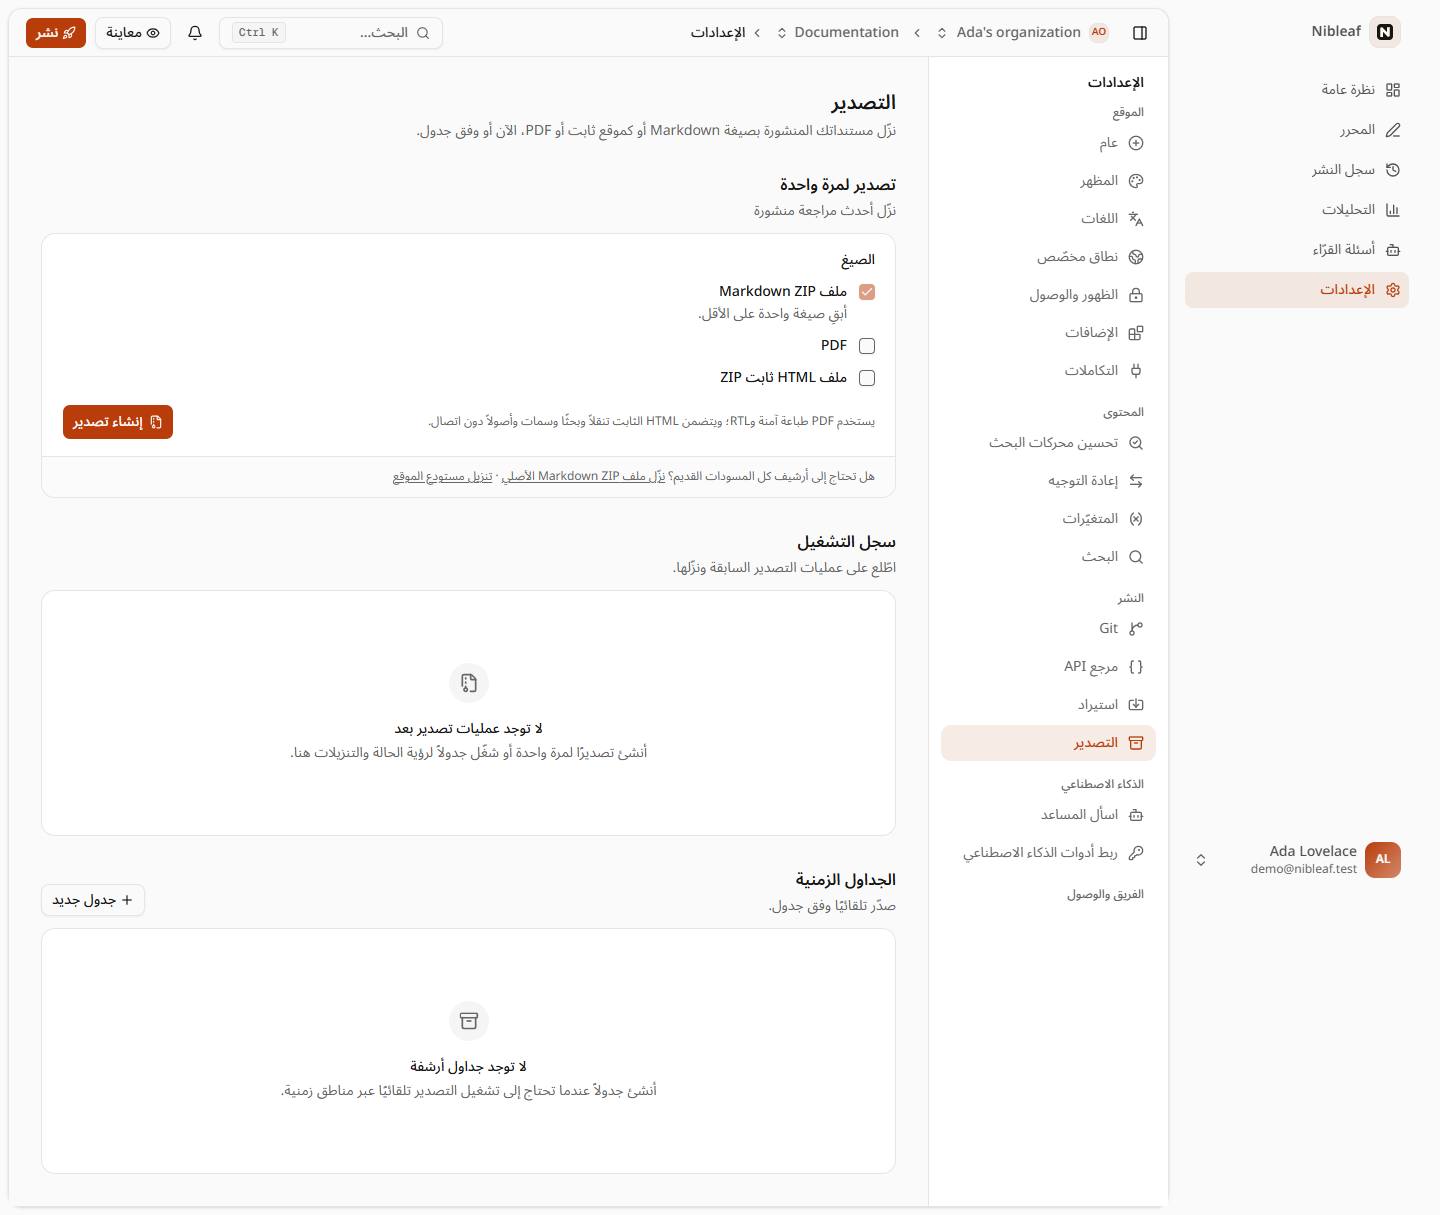 Nibleaf
نظرة عامة
المحرر
سجل النشر
التحليلات
أسئلة القرّاء
الإعدادات
Ada Lovelace
demo@nibleaf.test
AL
AO Ada's organization
Documentation
الإعدادات
البحث...
Ctrl K
معاينة
نشر
الإعدادات
الموقع
عام
المظهر
اللغات
نطاق مخصّص
الظهور والوصول
الإضافات
التكاملات
المحتوى
تحسين محركات البحث
إعادة التوجيه
المتغيّرات
البحث
النشر
Git
مرجع API
استيراد
التصدير
الذكاء الاصطناعي
اسأل المساعد
ربط أدوات الذكاء الاصطناعي
الفريق والوصول
التصدير
نزّل مستنداتك المنشورة بصيغة Markdown أو كموقع ثابت أو PDF، الآن أو وفق جدول.
تصدير لمرة واحدة
نزّل أحدث مراجعة منشورة
الصيغ
ملف Markdown ZIP
أبقِ صيغة واحدة على الأقل.
PDF
ملف HTML ثابت ZIP
يستخدم PDF طباعة آمنة وRTL؛ ويتضمن HTML الثابت تنقلاً وبحثًا وسمات وأصولاً دون اتصال.
إنشاء تصدير
هل تحتاج إلى أرشيف كل المسودات القديم؟ نزّل ملف Markdown ZIP الأصلي · تنزيل مستودع الموقع
سجل التشغيل
اطّلع على عمليات التصدير السابقة ونزّلها.
لا توجد عمليات تصدير بعد
أنشئ تصديرًا لمرة واحدة أو شغّل جدولاً لرؤية الحالة والتنزيلات هنا.
الجداول الزمنية
صدّر تلقائيًا وفق جدول.
جدول جديد
لا توجد جداول أرشفة
أنشئ جدولاً عندما تحتاج إلى تشغيل التصدير تلقائيًا عبر مناطق زمنية.